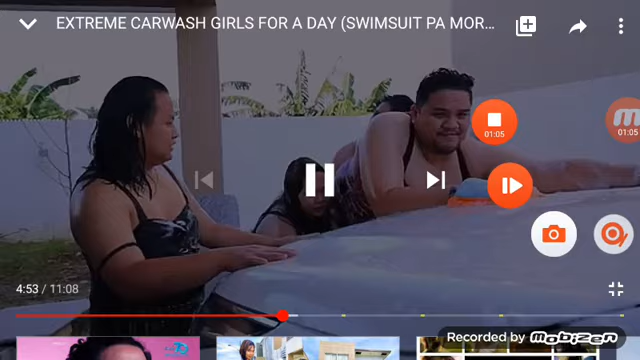 EXTREME CARWASH GIRLS FOR A DAY (SWIMSUIT PA MOR...
01:05
01:05
4:53 / 11:08
Recorded by Mobizen